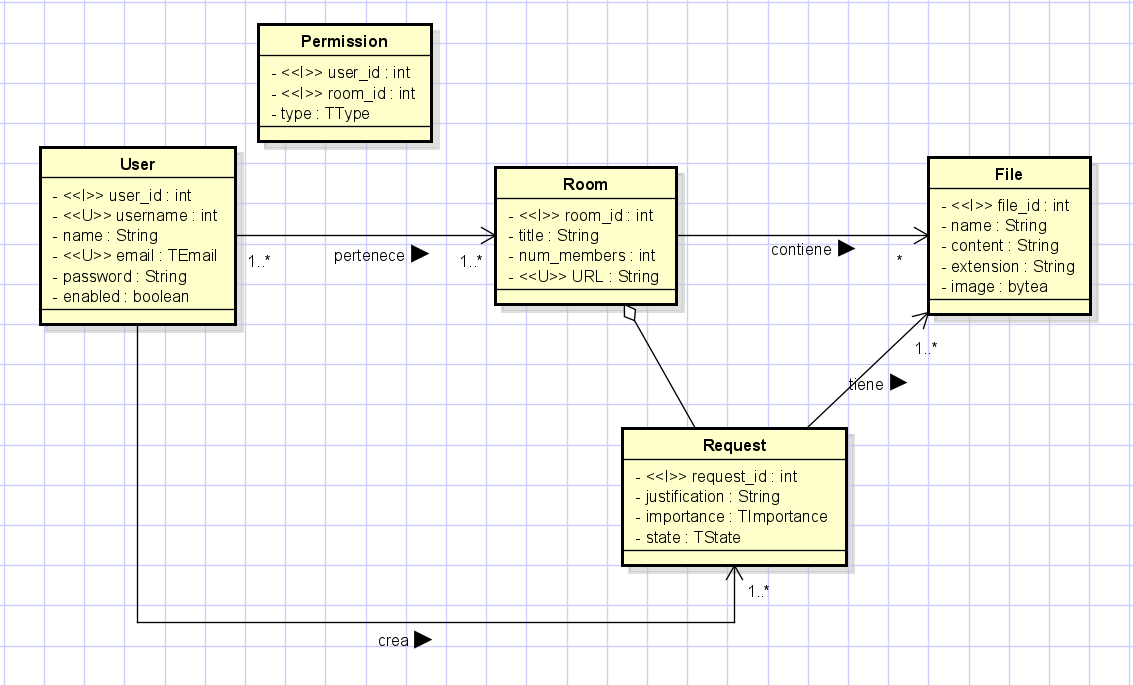 Permission
- <<I>> user_id : int
- <<I>> room_id : int
- type : TType
User
- <<I>> user_id : int
- <<U>> username : int
- name : String
- <<U>> email : TEmail
- password : String
- enabled : boolean
1..*
pertenece
1..*
Room
- <<I>> room_id : int
- title : String
- num_members : int
- <<U>> URL : String
contiene
*
File
- <<I>> file_id : int
- name : String
- content : String
- extension : String
- image : bytea
1..*
tiene
Request
- <<I>> request_id : int
- justification : String
- importance : TImportance
- state : TState
1..*
crea